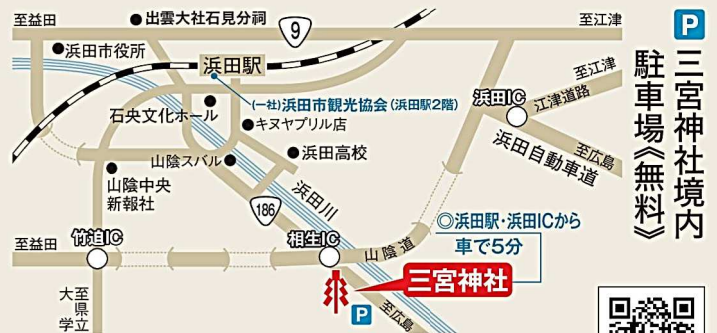 至益田
出雲大社石見分祠
9
至江津
P
三宮神社境内
駐車場《無料》
浜田市役所
浜田駅
至江津
(一社)浜田市観光協会(浜田駅2階)
浜田IC
江津道路
石央文化ホール
キヌヤプリル店
浜田自動車道
至広島
山陰スバル
浜田高校
山陰中央
新報社
浜田川
186
◎浜田駅・浜田ICから
車で5分
至益田
竹迫IC
相生IC
山陰道
三宮神社
至県立
大学
P
至広島